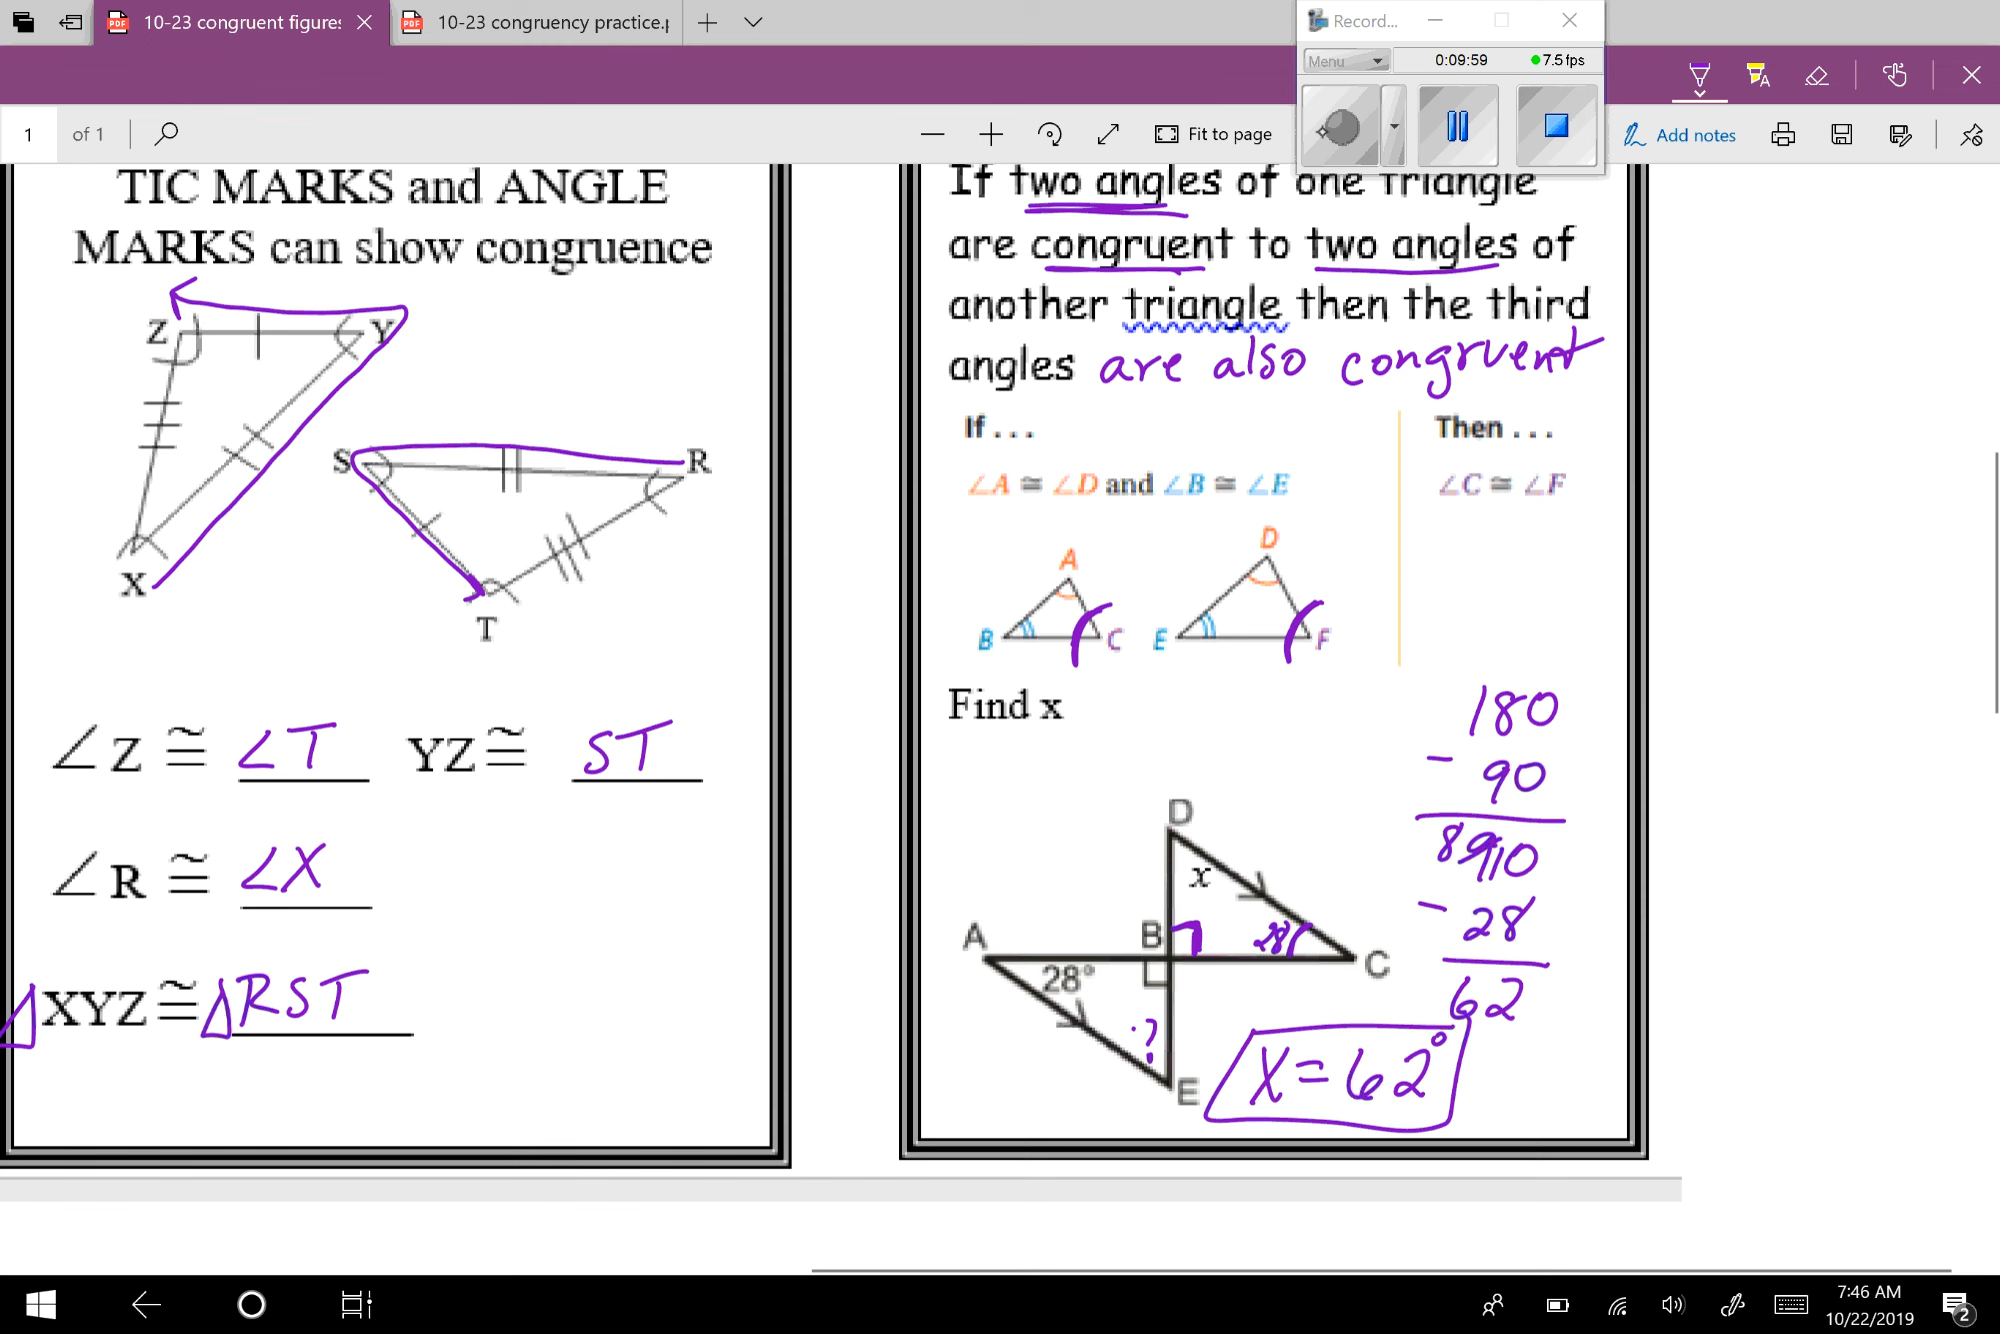 10-23 congruent figures
10-23 congruency practice.p
Record...
Menu
0:09:59
7.5 fps
1
of 1
Fit to page
Add notes
TIC MARKS and ANGLE
MARKS can show congruence
Z
Y
X
S
R
T
∠Z ≅ ∠T YZ ≅ ST
∠R ≅ ∠X
△XYZ ≅ △RST
If two angles of one triangle
are congruent to two angles of
another triangle then the third
angles are also congruent
If . . .
Then . . .
∠A ≅ ∠D and ∠B ≅ ∠E
∠C ≅ ∠F
A
B
C
D
E
F
Find x
180
- 90
8910
- 28
62
D
x
A
B
28
C
28°
?
E
X = 62°
7:46 AM
10/22/2019
2